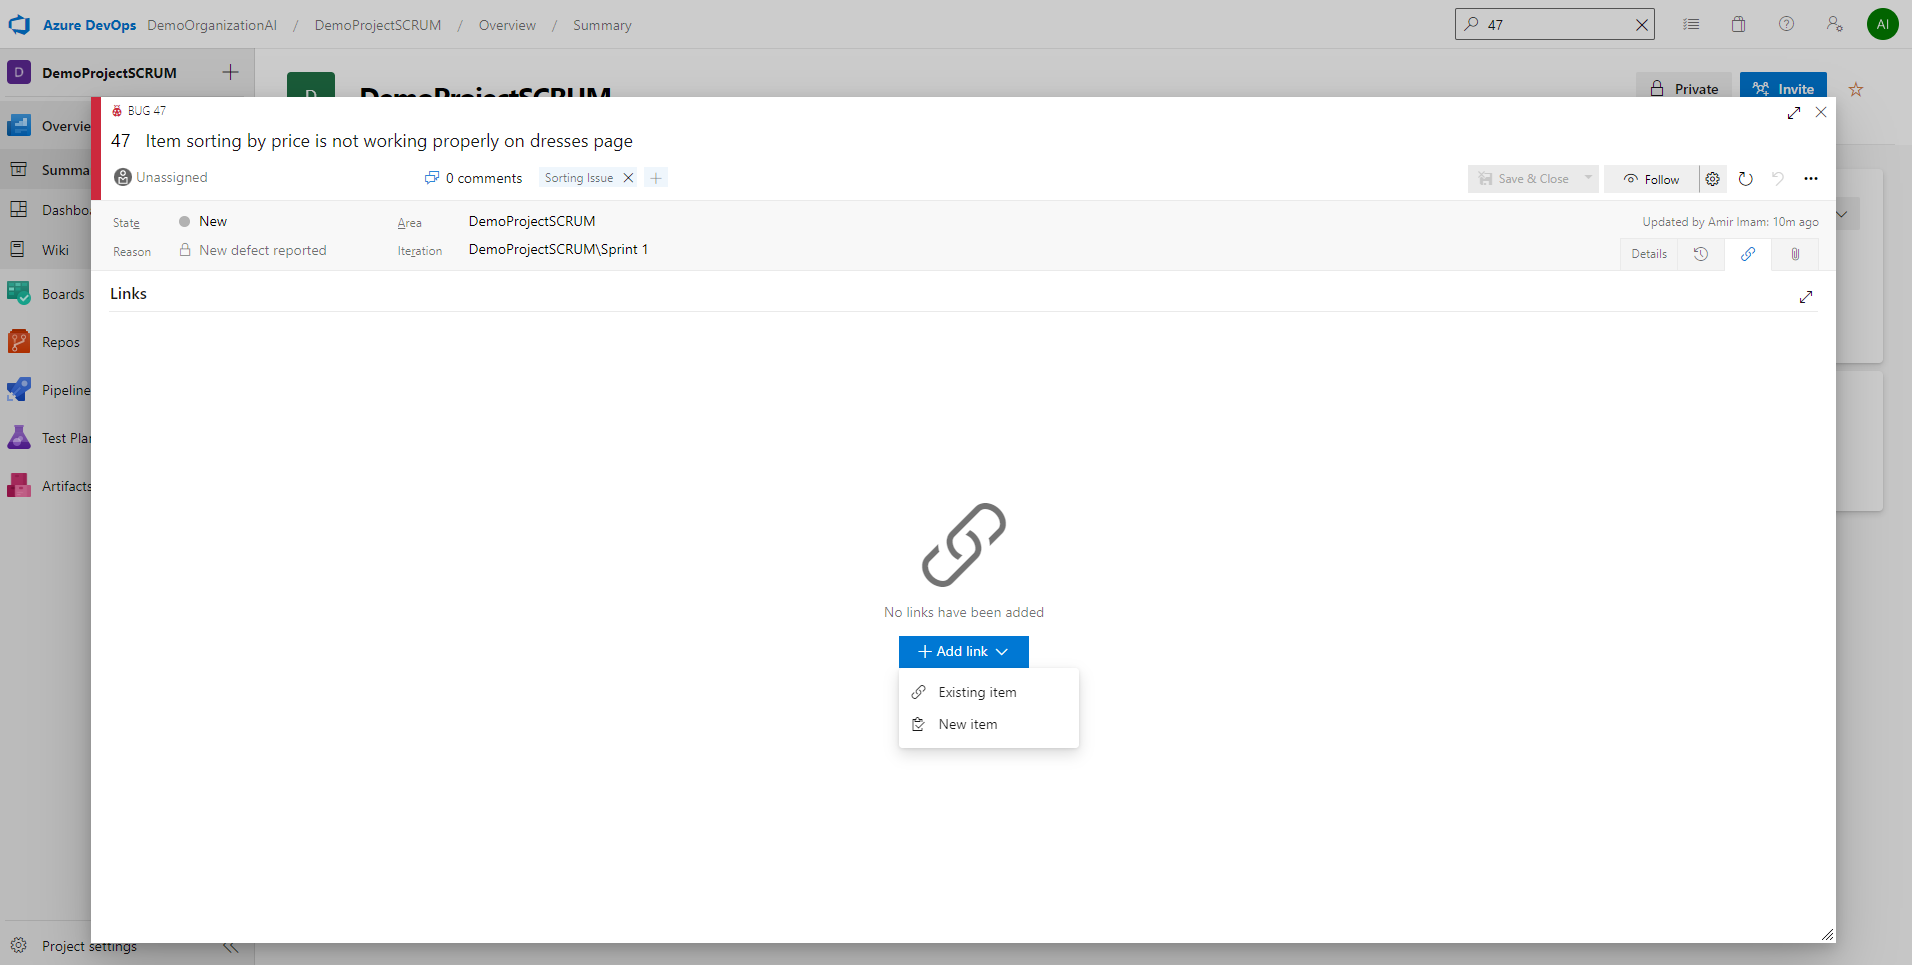 Azure DevOps DemoOrganizationAI / DemoProjectSCRUM / Overview / Summary 47 AI
D DemoProjectSCRUM
D DemoProjectSCRUM Private Invite
BUG 47
Overvie
47 Item sorting by price is not working properly on dresses page
Summa
Unassigned 0 comments Sorting Issue Save & Close Follow
Dashbo
State New Area DemoProjectSCRUM Updated by Amir Imam: 10m ago
Wiki
Reason New defect reported Iteration DemoProjectSCRUM\Sprint 1 Details
Boards
Links
Repos
Pipeline
Test Plan
Artifacts
No links have been added
Add link
Existing item
New item
Project settings